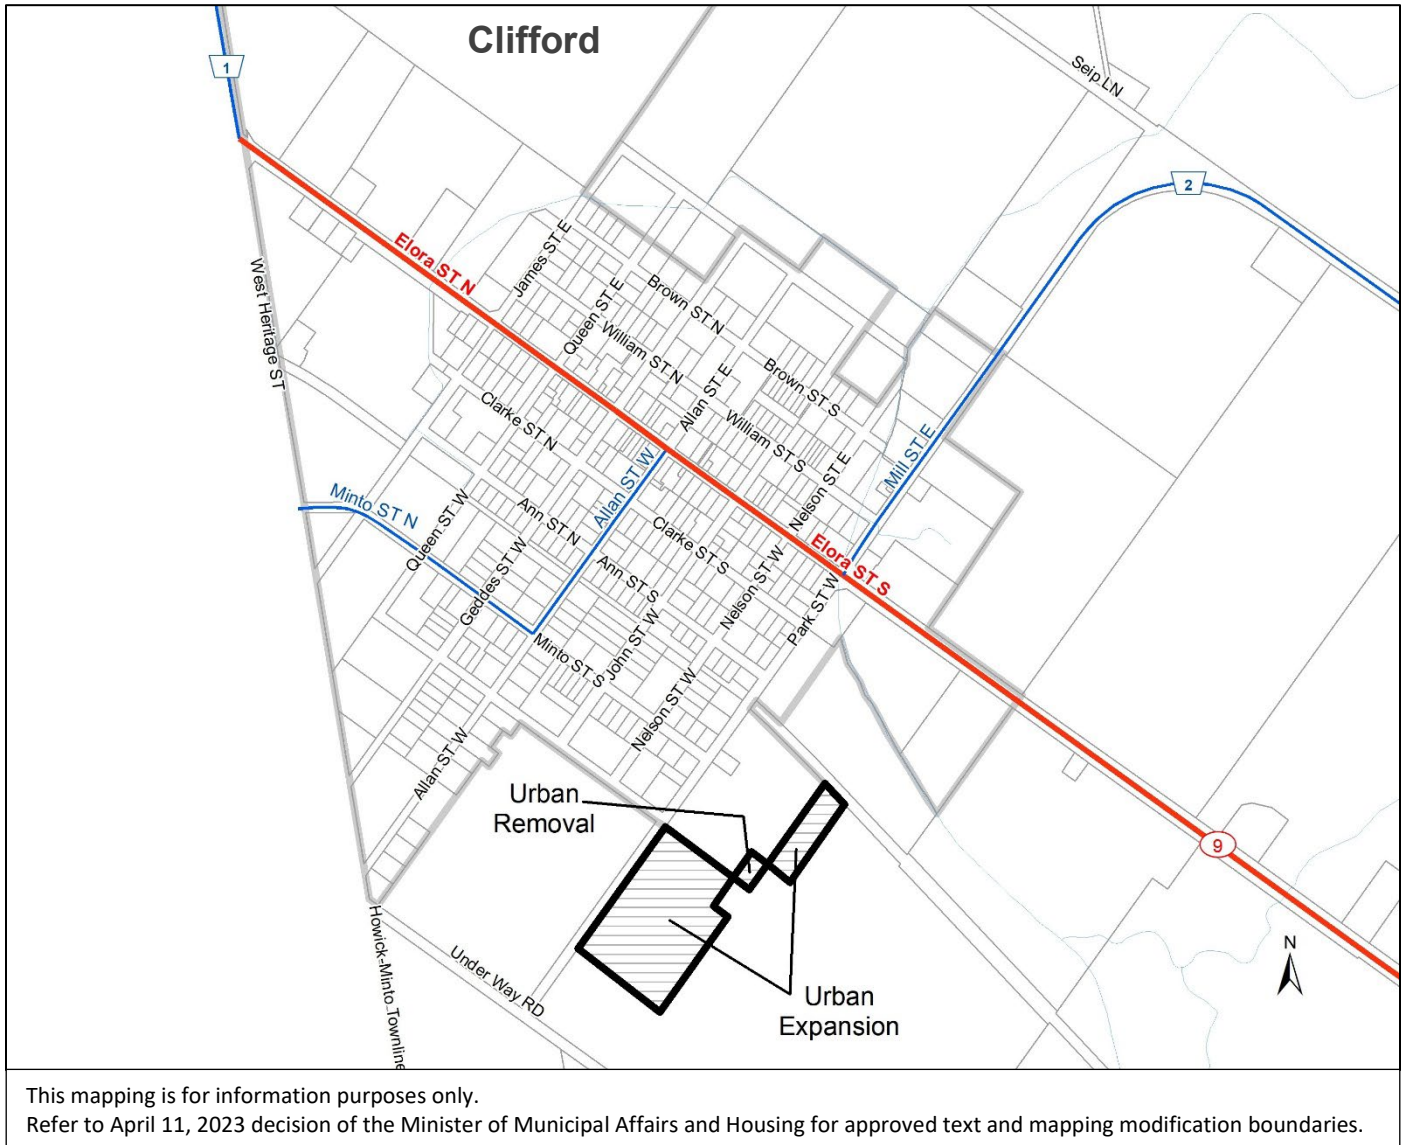 Clifford
1
Seip LN
2
Elora ST N
James ST E
Queen ST E
Brown ST N
William ST N
West Heritage ST
Allan ST E
Brown ST S
Clarke ST N
William ST S
Mill ST E
Allan ST W
Nelson ST E
Minto ST N
Queen ST W
Ann ST N
Clarke ST S
Elora ST S
Geddes ST W
Ann ST S
Nelson ST W
Park ST W
Minto ST S
John ST W
Nelson ST W
Allan ST W
Urban
Removal
9
Howick-Minto Townline
Under Way RD
N
Urban
Expansion
This mapping is for information purposes only.
Refer to April 11, 2023 decision of the Minister of Municipal Affairs and Housing for approved text and mapping modification boundaries.